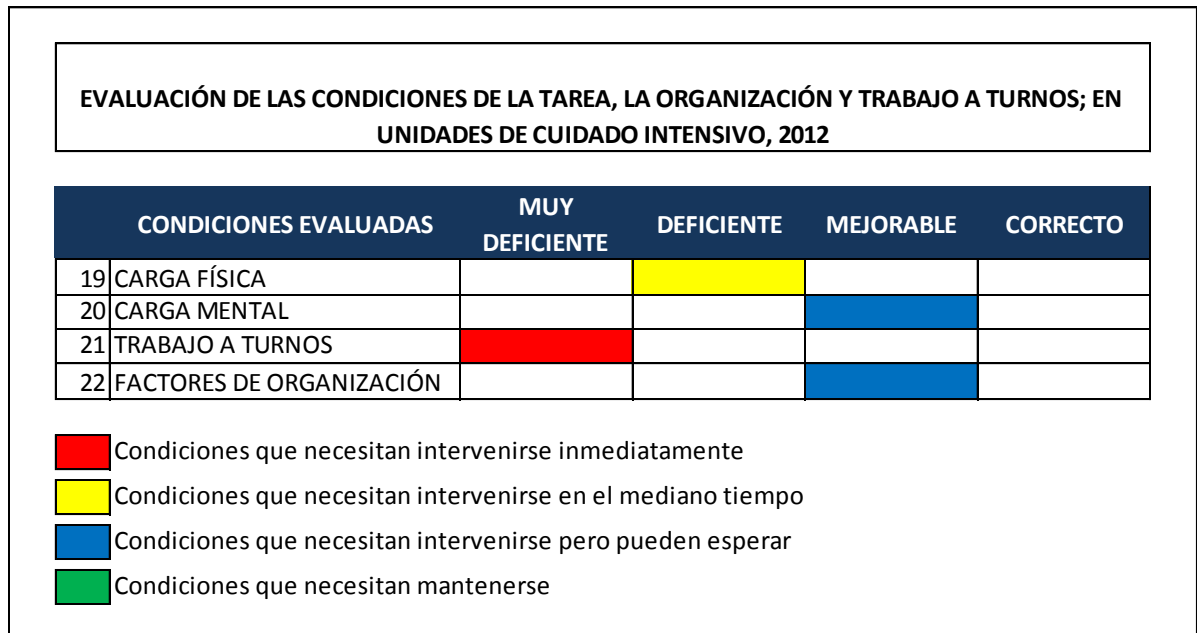 EVALUACIÓN DE LAS CONDICIONES DE LA TAREA, LA ORGANIZACIÓN Y TRABAJO A TURNOS; EN
UNIDADES DE CUIDADO INTENSIVO, 2012
CONDICIONES EVALUADAS MUY DEFICIENTE DEFICIENTE MEJORABLE CORRECTO
19 CARGA FÍSICA
20 CARGA MENTAL
21 TRABAJO A TURNOS
22 FACTORES DE ORGANIZACIÓN
Condiciones que necesitan intervenirse inmediatamente
Condiciones que necesitan intervenirse en el mediano tiempo
Condiciones que necesitan intervenirse pero pueden esperar
Condiciones que necesitan mantenerse